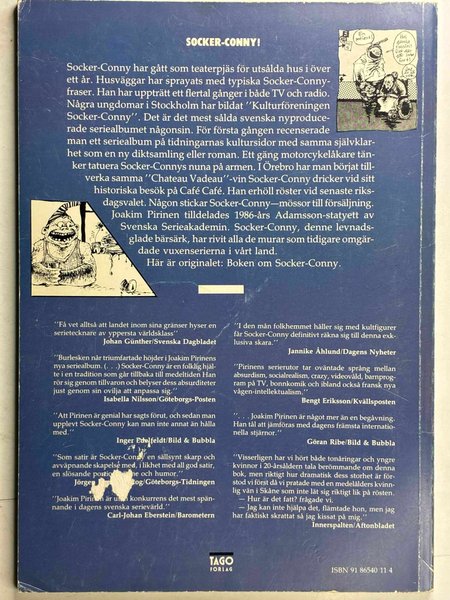 SOCKER-CONNY!
Socker-Conny har gått som teaterpjäs för utsålda hus i över
ett år. Husväggar har sprayats med typiska Socker-Conny-
fraser. Han har uppträtt ett flertal gånger i både TV och radio.
Några ungdomar i Stockholm har bildat "Kulturföreningen
Socker-Conny". Det är det mest sålda svenska nyproduce-
rade seriealbumet någonsin. För första gången recenserade
man ett seriealbum på tidningarnas kultursidor med samma självklar-
het som en ny diktsamling eller roman. Ett gäng motorcykelåkare tän-
ker tatuera Socker-Connys nuna på armen. I Örebro har man börjat till-
verka samma "Chateau Vadeau"-vin Socker-Conny dricker vid sitt
historiska besök på Café Café. Han erhöll röster vid senaste riks-
dagsvalet. Någon stickar Socker-Conny—mössor till försäljning.
Joakim Pirinen tilldelades 1986-års Adamsson-statyett av
Svenska Serieakademin. Socker-Conny, denne levnads-
glade bärsärk, har rivit alla de murar som tidigare omgär-
dade vuxenserierna i vårt land.
Här är originalet: Boken om Socker-Conny.
"Få vet alltså att landet inom sina gränser hyser en
serietecknare av yppersta världsklass"
Johan Günther/Svenska Dagbladet
"Burlesken når triumfartade höjder i Joakim Pirinens
nya seriealbum. (. . .) Socker-Conny är en folklig hjäl-
te i en tradition som går tillbaka till medeltiden Han
rör sig genom tillvaron och belyser dess absurditeter
just genom sin ovilja att anpassa sig."
Isabella Nilsson/Göteborgs-Posten
"Att Pirinen är genial har sagts förut, och sedan man
upplevt Socker-Conny kan man inte annat än hålla
med."
Inger /Bild & Bubbla
"Som satir är Socker- en sällsynt skarp och
avväpnande skapelse med, i likhet med all god satir,
en slösande humor."
Jörge /Göteborgs-Tidningen
"Joakim Pirinen är utan konkurrens det mest spän-
nande i dagens svenska serievärld."
Carl-Johan Eberstein/Barometern
"I den mån folkhemmet håller sig med kultfigurer
får Socker-Conny definitivt räkna sig till denna ex-
klusiva skara."
Jannike Åhlund/Dagens Nyheter
"Pirinens serierutor tar oväntad språng mellan
absurdism, socialrealism, crazy, videovåld, barnpro-
gram på TV, bonnkomik och ibland också fransk nya
vågen-intellektualism."
Bengt Eriksson/Kvällsposten
". . . Joakim Pirinen är något mer än en begåvning.
Han tål att jämföras med dagens främsta internatio-
nella stjärnor."
Göran Ribe/Bild & Bubbla
"Visserligen har vi hört både tonåringar och yngre
kvinnor i 20-årsåldern tala berömmande om denna
bok, men riktigt hur dramatisk dess storhet är för-
stod vi först då vi pratade med en medelålders kvinn-
lig vän i Skåne som inte lät sig riktigt lik på rösten.
— Hur är det fatt? frågade vi.
— Jag kan inte hjälpa det, flämtade hon, men jag
har faktiskt skrattat så jag kissat på mig."
Innerspalten/Aftonbladet
TAGO
FÖRLAG
ISBN 91 86540 11 4